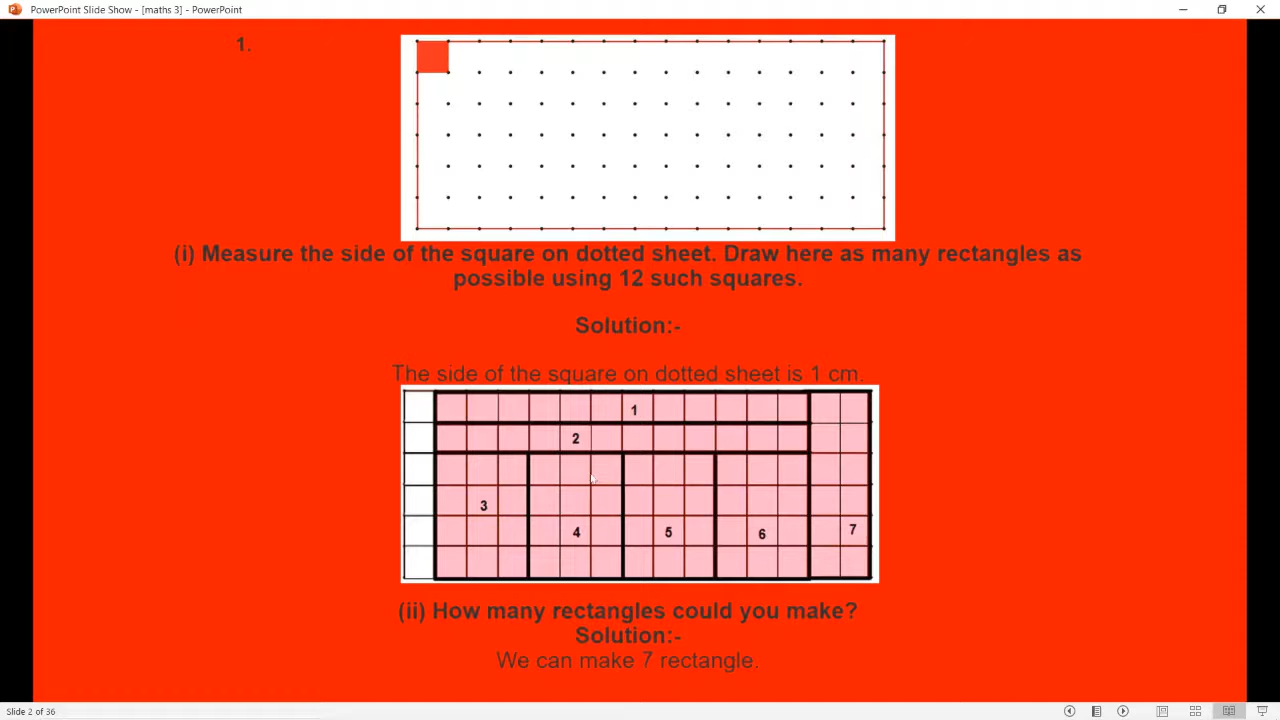 PowerPoint Slide Show - [maths 3] - PowerPoint
1.
(i) Measure the side of the square on dotted sheet. Draw here as many rectangles as
possible using 12 such squares.
Solution:-
The side of the square on dotted sheet is 1 cm.
1
2
3
4
5
6
7
(ii) How many rectangles could you make?
Solution:-
We can make 7 rectangle.
Slide 2 of 36